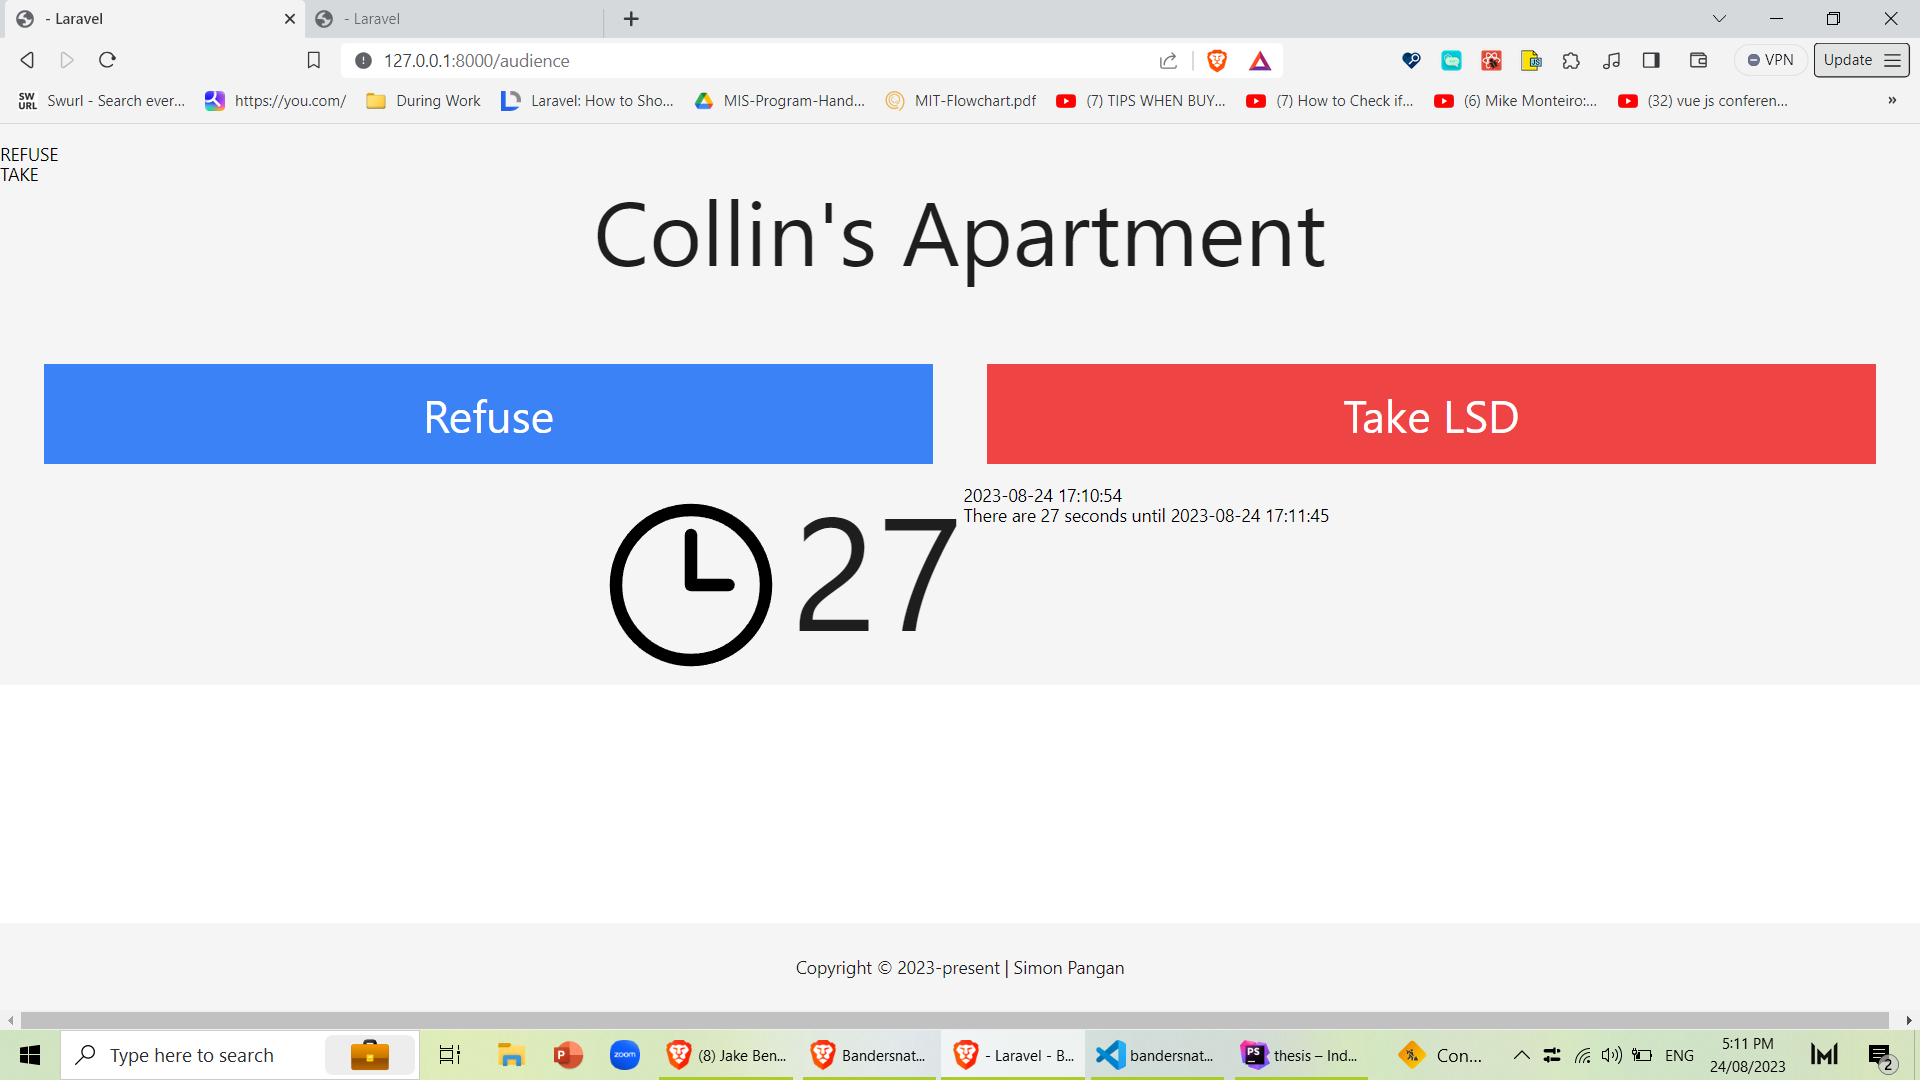 - Laravel
- Laravel
127.0.0.1:8000/audience
VPN
Update
SW
URL
Swurl - Search ever...
https://you.com/
During Work
Laravel: How to Sho...
MIS-Program-Hand...
MIT-Flowchart.pdf
(7) TIPS WHEN BUY...
(7) How to Check if...
(6) Mike Monteiro:...
(32) vue js conferen...
»
REFUSE
TAKE
Collin's Apartment
Refuse
Take LSD
27
2023-08-24 17:10:54
There are 27 seconds until 2023-08-24 17:11:45
Copyright © 2023-present | Simon Pangan
Type here to search
zoom
(8) Jake Ben...
Bandersnat...
- Laravel - B...
bandersnat...
PS
thesis – Ind...
Con...
ENG
5:11 PM
24/08/2023
2